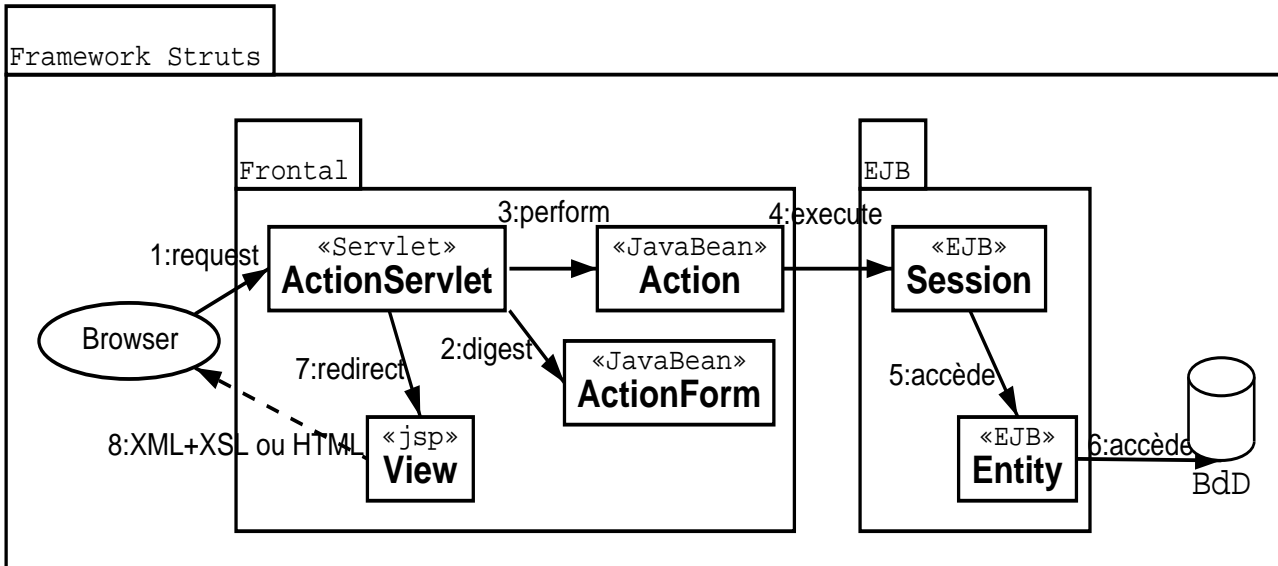 Framework Struts
Frontal
EJB
3:perform
4:execute
1:request
«Servlet»
ActionServlet
«JavaBean»
Action
«EJB»
Session
Browser
7:redirect
2:digest
«JavaBean»
ActionForm
5:accède
8:XML+XSL ou HTML
«jsp»
View
«EJB»
Entity
6:accède
BdD